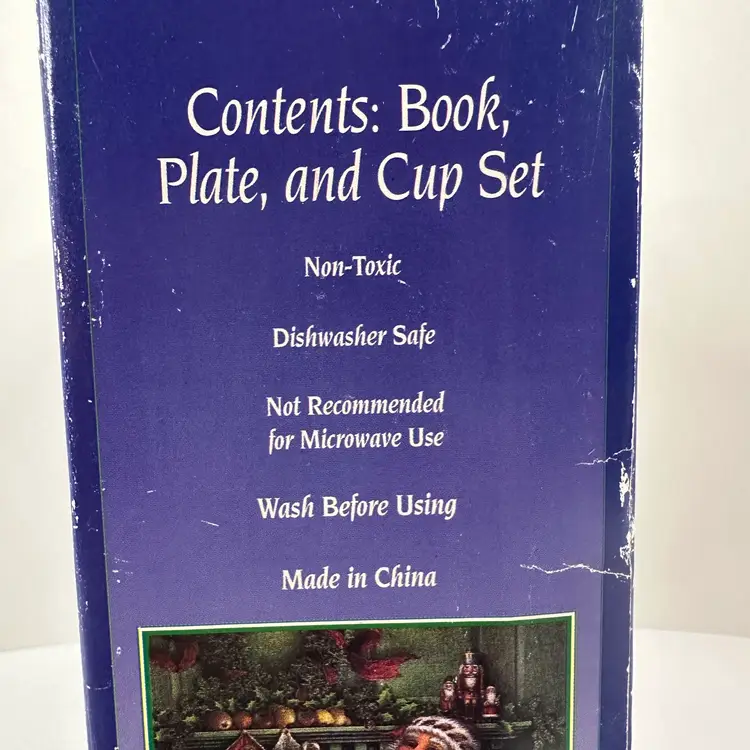 Contents: Book,
Plate, and Cup Set
Non-Toxic
Dishwasher Safe
Not Recommended
for Microwave Use
Wash Before Using
Made in China